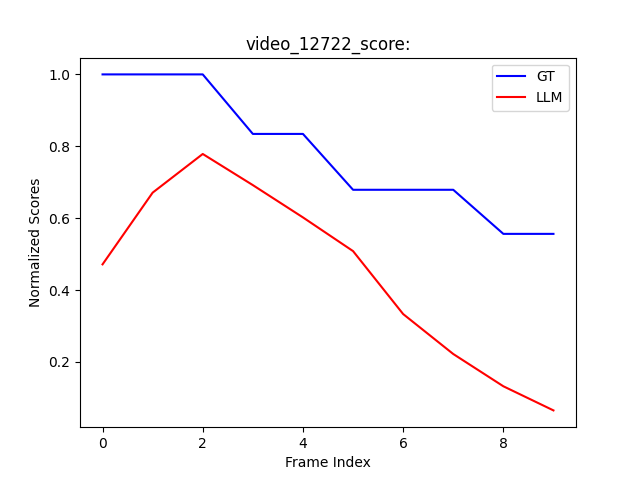 video_12722_score:
GT
LLM
Normalized Scores
1.0
0.8
0.6
0.4
0.2
0 2 4 6 8
Frame Index